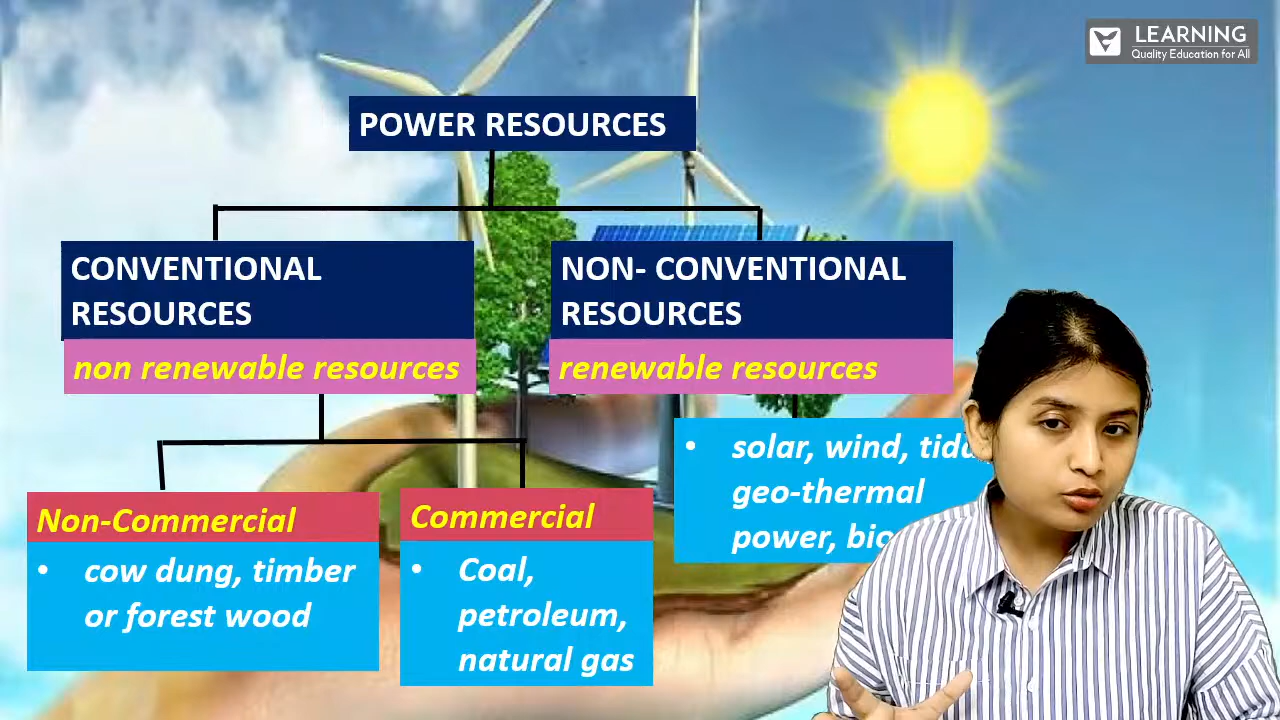 LEARNING
Quality Education for All
POWER RESOURCES
CONVENTIONAL
RESOURCES
non renewable resources
NON- CONVENTIONAL
RESOURCES
renewable resources
• solar, wind,
geo-thermal
power,
Non-Commercial
• cow dung, timber
or forest wood
Commercial
• Coal,
petroleum,
natural gas